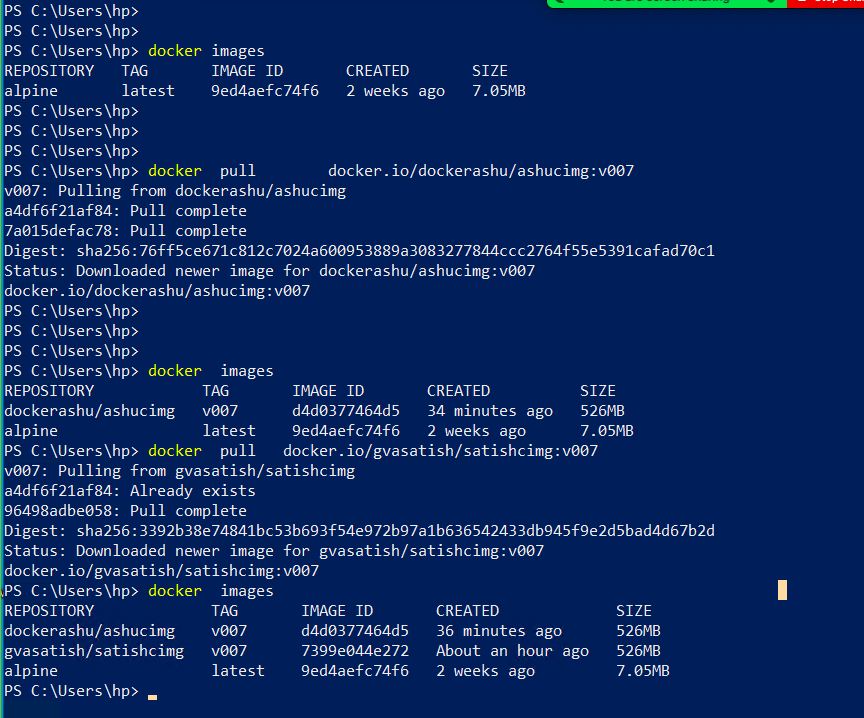 PS C:\Users\hp>
PS C:\Users\hp>
PS C:\Users\hp> docker images
REPOSITORY   TAG       IMAGE ID       CREATED       SIZE
alpine       latest    9ed4aefc74f6   2 weeks ago   7.05MB
PS C:\Users\hp>
PS C:\Users\hp>
PS C:\Users\hp>
PS C:\Users\hp> docker  pull        docker.io/dockerashu/ashucimg:v007
v007: Pulling from dockerashu/ashucimg
a4df6f21af84: Pull complete
7a015defac78: Pull complete
Digest: sha256:76ff5ce671c812c7024a600953889a3083277844ccc2764f55e5391cafad70c1
Status: Downloaded newer image for dockerashu/ashucimg:v007
docker.io/dockerashu/ashucimg:v007
PS C:\Users\hp>
PS C:\Users\hp>
PS C:\Users\hp>
PS C:\Users\hp> docker  images
REPOSITORY            TAG       IMAGE ID       CREATED          SIZE
dockerashu/ashucimg   v007      d4d0377464d5   34 minutes ago   526MB
alpine                latest    9ed4aefc74f6   2 weeks ago      7.05MB
PS C:\Users\hp> docker  pull   docker.io/gvasatish/satishcimg:v007
v007: Pulling from gvasatish/satishcimg
a4df6f21af84: Already exists
96498adbe058: Pull complete
Digest: sha256:3392b38e74841bc53b693f54e972b97a1b636542433db945f9e2d5bad4d67b2d
Status: Downloaded newer image for gvasatish/satishcimg:v007
docker.io/gvasatish/satishcimg:v007
PS C:\Users\hp> docker  images
REPOSITORY             TAG       IMAGE ID       CREATED             SIZE
dockerashu/ashucimg    v007      d4d0377464d5   36 minutes ago      526MB
gvasatish/satishcimg   v007      7399e044e272   About an hour ago   526MB
alpine                 latest    9ed4aefc74f6   2 weeks ago         7.05MB
PS C:\Users\hp>